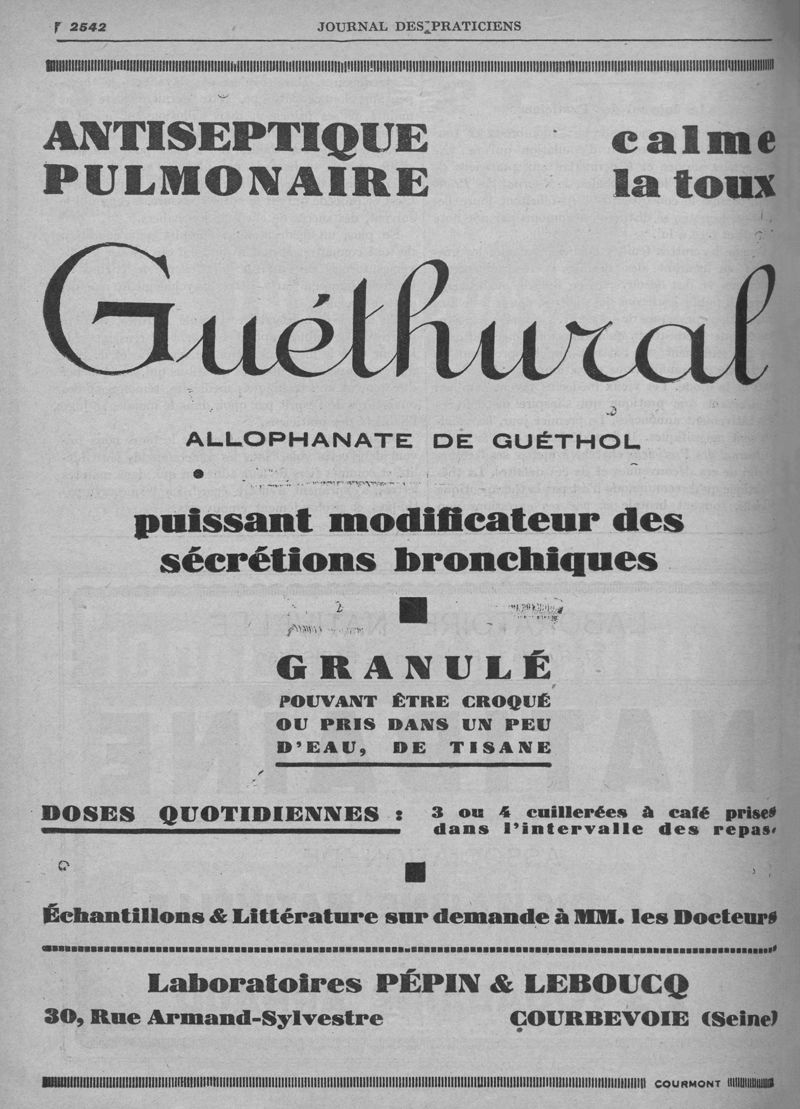 2542
JOURNAL DES PRATICIENS
ANTISEPTIQUE calme
PULMONAIRE la toux
Guéthural
ALLOPHANATE DE GUÉTHOL
puissant modificateur des
sécrétions bronchiques
GRANULÉ
POUVANT ÊTRE CROQUÉ
OU PRIS DANS UN PEU
D'EAU, DE TISANE
DOSES QUOTIDIENNES : 3 ou 4 cuillerées à café prises
dans l'intervalle des repas.
Échantillons & Littérature sur demande à MM. les Docteurs
Laboratoires PÉPIN & LEBOUCQ
30, Rue Armand-Sylvestre COURBEVOIE (Seine)
COURMONT